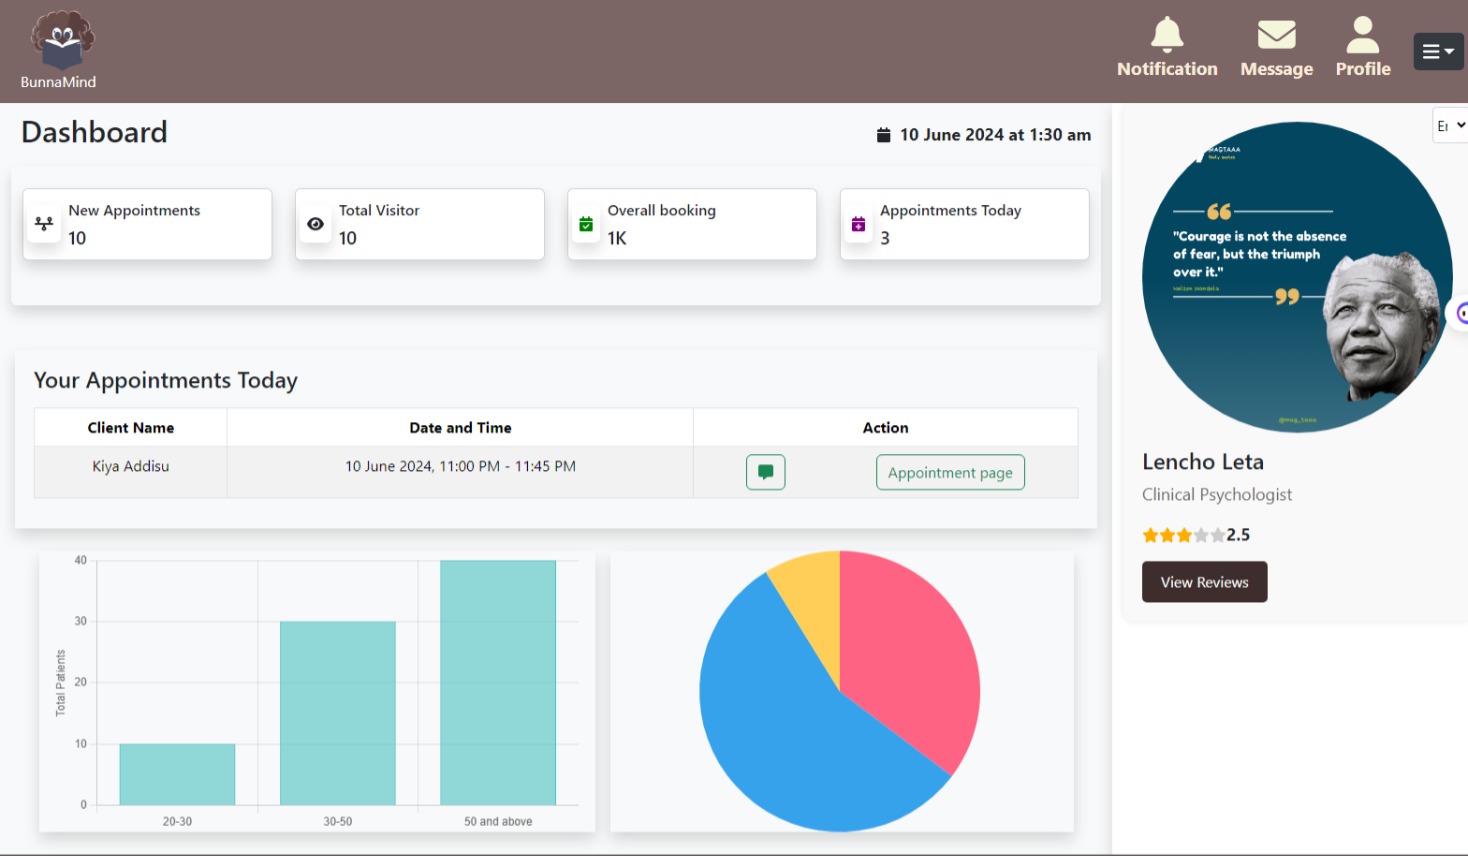 BunnaMind
Notification
Message
Profile
Dashboard
10 June 2024 at 1:30 am
New Appointments
10
Total Visitor
10
Overall booking
1K
Appointments Today
3
Your Appointments Today
Client Name Date and Time Action
Kiya Addisu 10 June 2024, 11:00 PM - 11:45 PM Appointment page
40
30
20
10
0
Total Patients
20-30 30-50 50 and above
"Courage is not the absence
of fear, but the triumph
over it."
@mag_taaa
Lencho Leta
Clinical Psychologist
2.5
View Reviews